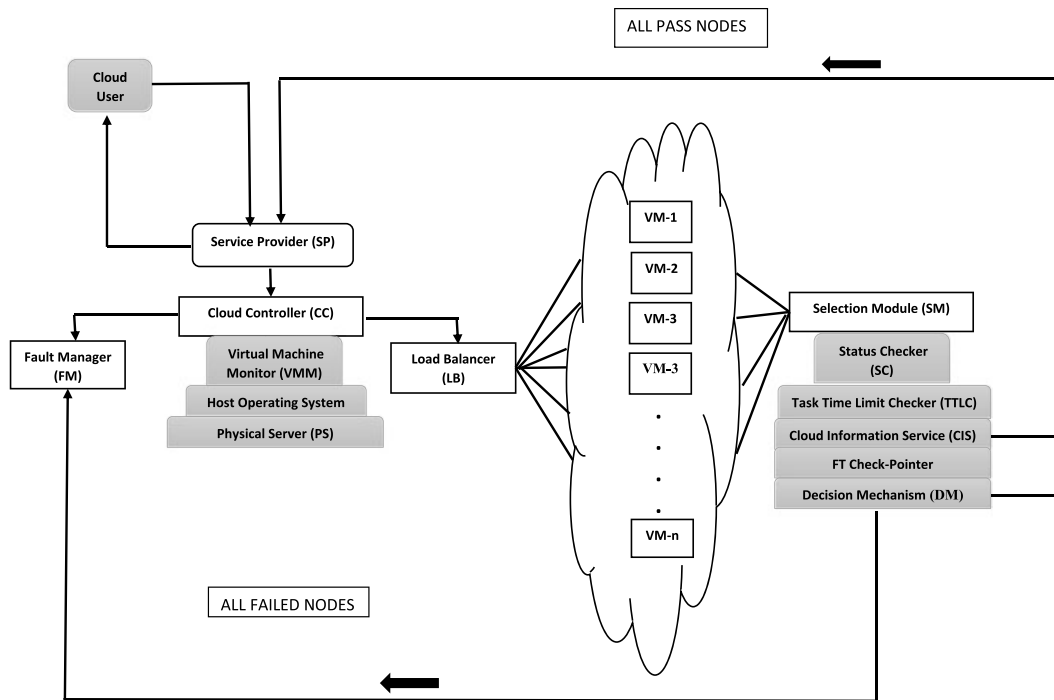 ALL PASS NODES
Cloud
User
Service Provider (SP)
Cloud Controller (CC)
Virtual Machine
Monitor (VMM)
Host Operating System
Physical Server (PS)
Fault Manager
(FM)
Load Balancer
(LB)
VM-1
VM-2
VM-3
VM-3
.
.
.
.
VM-n
Selection Module (SM)
Status Checker
(SC)
Task Time Limit Checker (TTLC)
Cloud Information Service (CIS)
FT Check-Pointer
Decision Mechanism (DM)
ALL FAILED NODES